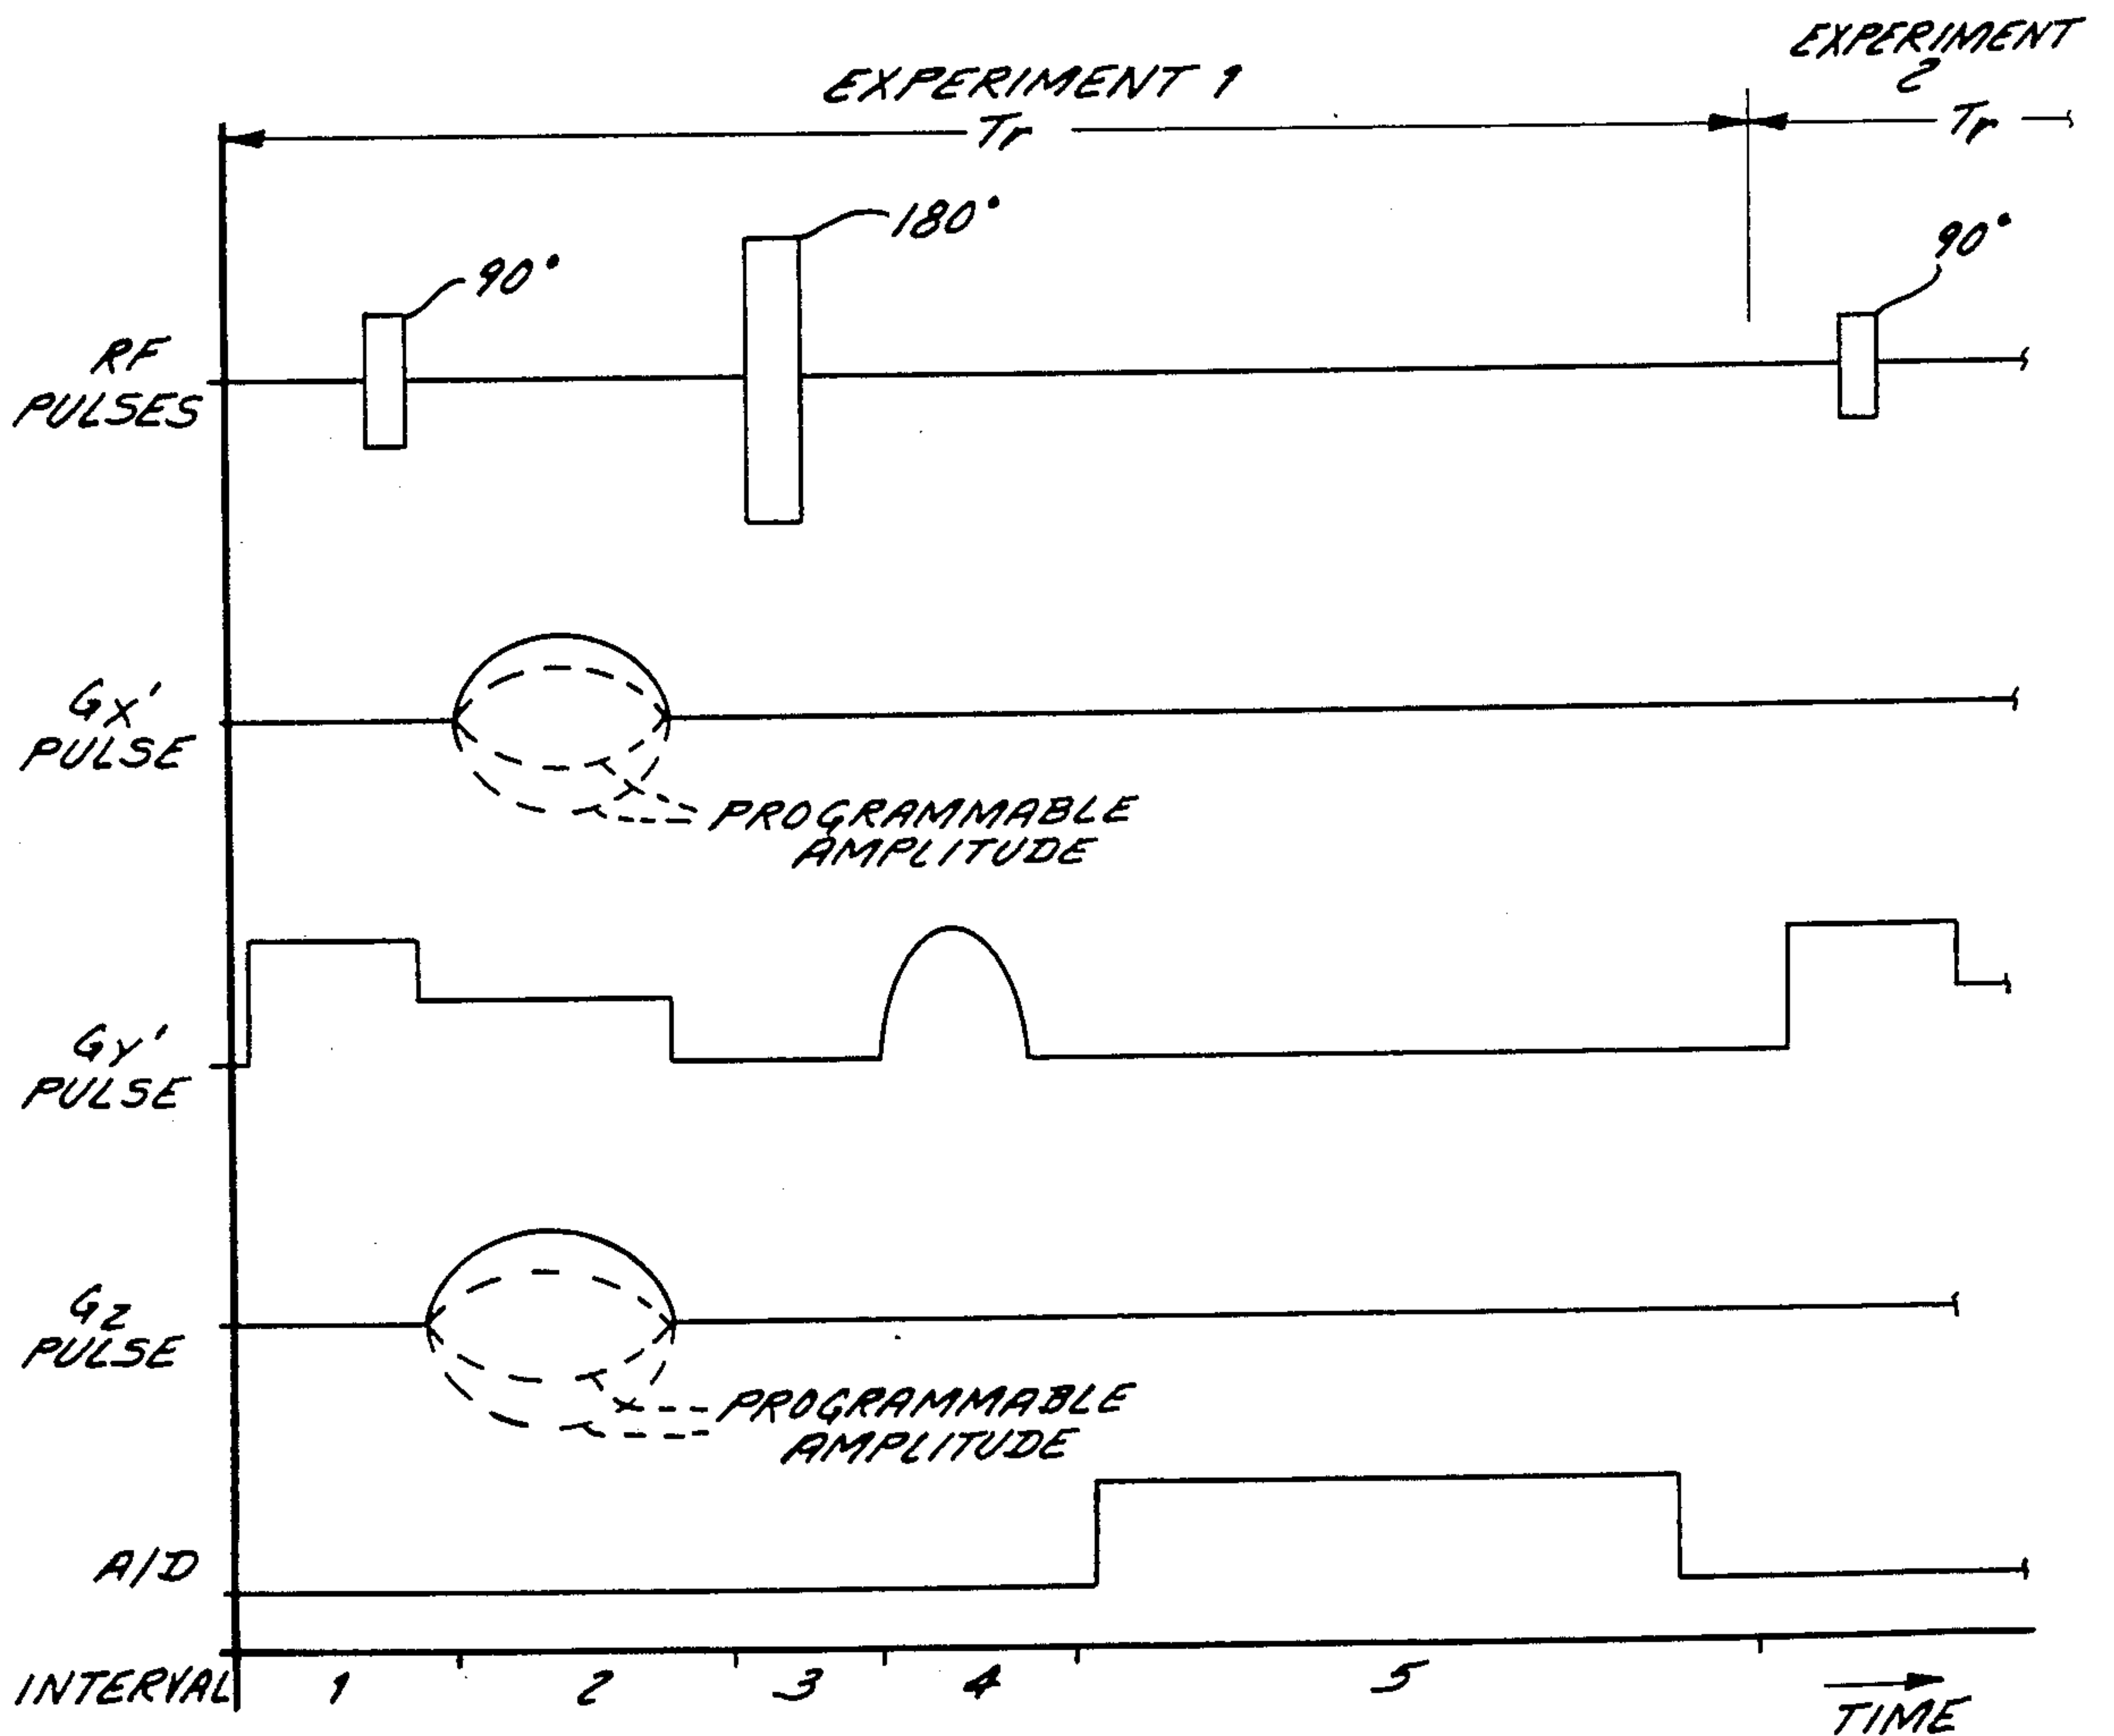 EXPERIMENT 1
Tr
EXPERIMENT
2
Tr
90°
180°
90°
RF
PULSES
Gx'
PULSE
PROGRAMMABLE
AMPLITUDE
Gy'
PULSE
Gz
PULSE
PROGRAMMABLE
AMPLITUDE
A/D
INTERVAL 1 2 3 4 5
TIME